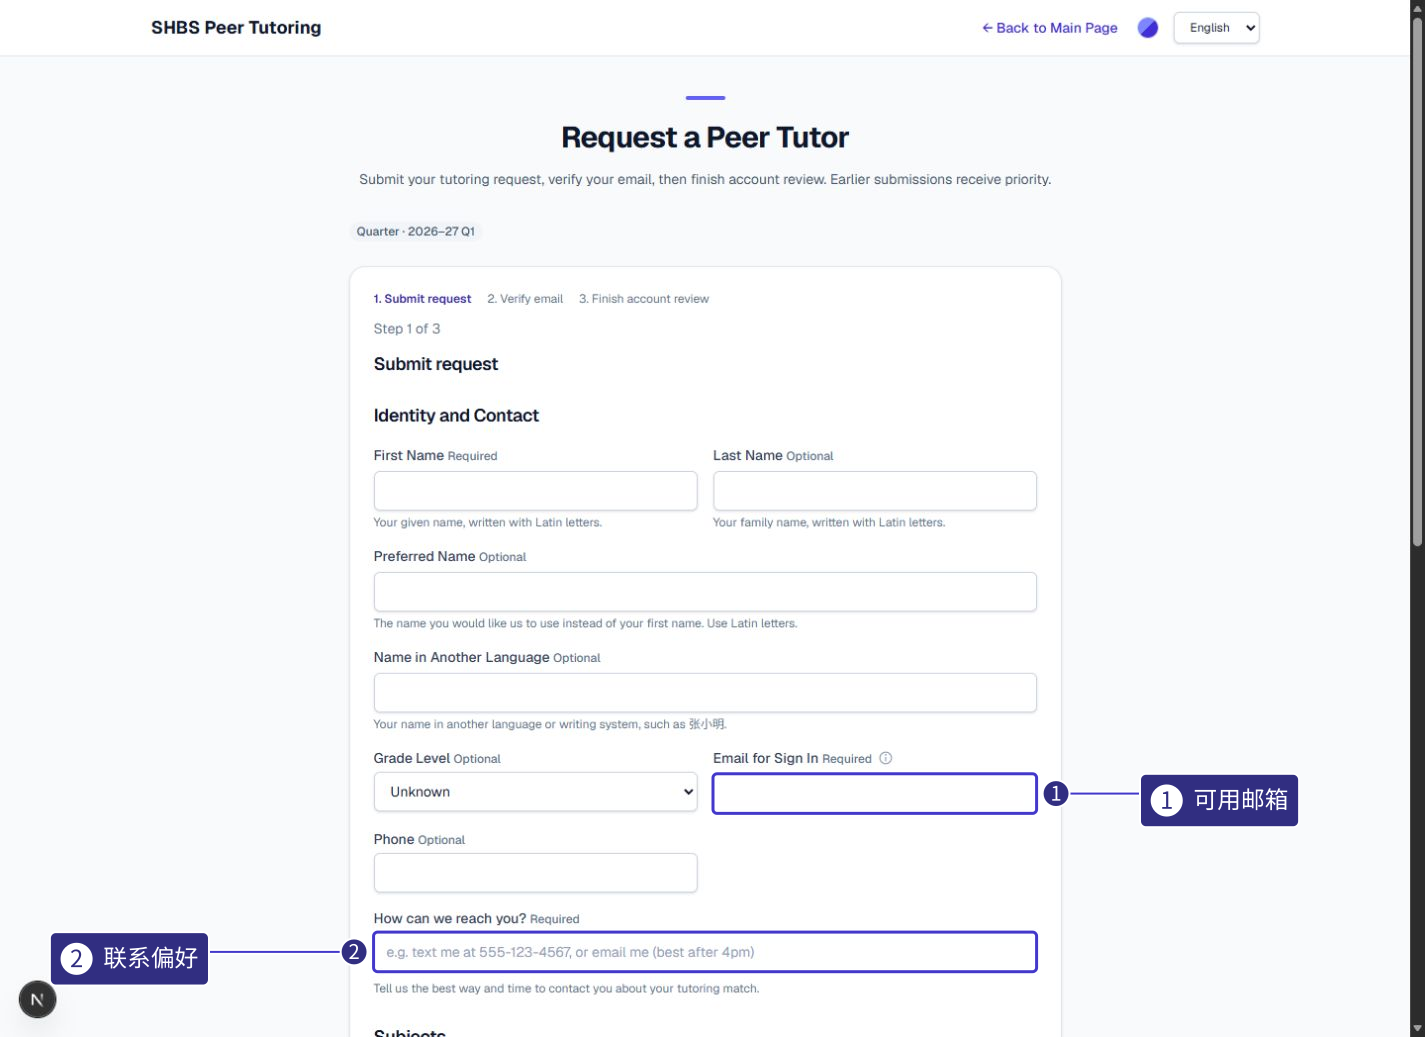 SHBS Peer Tutoring
← Back to Main Page
English
Request a Peer Tutor
Submit your tutoring request, verify your email, then finish account review. Earlier submissions receive priority.
Quarter · 2026–27 Q1
1. Submit request 2. Verify email 3. Finish account review
Step 1 of 3
Submit request
Identity and Contact
First Name Required
Last Name Optional
Your given name, written with Latin letters.
Your family name, written with Latin letters.
Preferred Name Optional
The name you would like us to use instead of your first name. Use Latin letters.
Name in Another Language Optional
Your name in another language or writing system, such as 张小明.
Grade Level Optional
Email for Sign In Required
Unknown
1
1 可用邮箱
Phone Optional
How can we reach you? Required
2 联系偏好
2
e.g. text me at 555-123-4567, or email me (best after 4pm)
Tell us the best way and time to contact you about your tutoring match.
N
Subjects